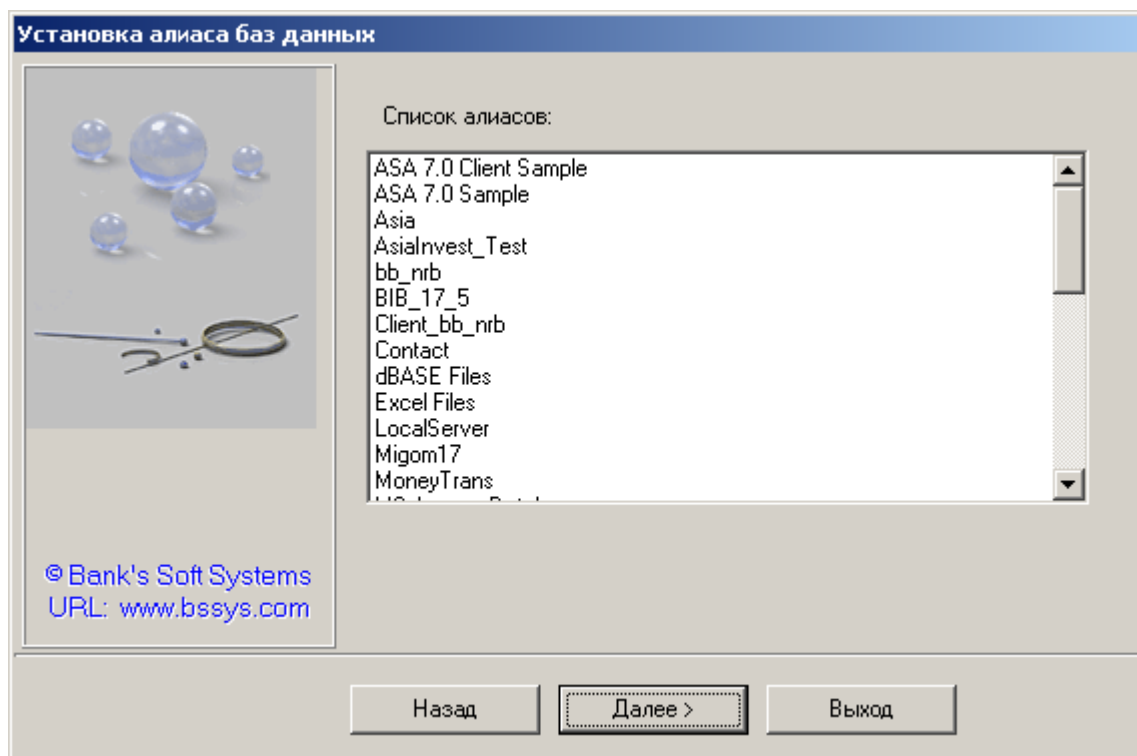 Установка алиаса баз данных
Список алиасов:
ASA 7.0 Client Sample
ASA 7.0 Sample
Asia
AsiaInvest_Test
bb_nrb
BIB_17_5
Client_bb_nrb
Contact
dBASE Files
Excel Files
LocalServer
Migom17
MoneyTrans
© Bank's Soft Systems
URL: www.bssys.com
Назад
Далее >
Выход